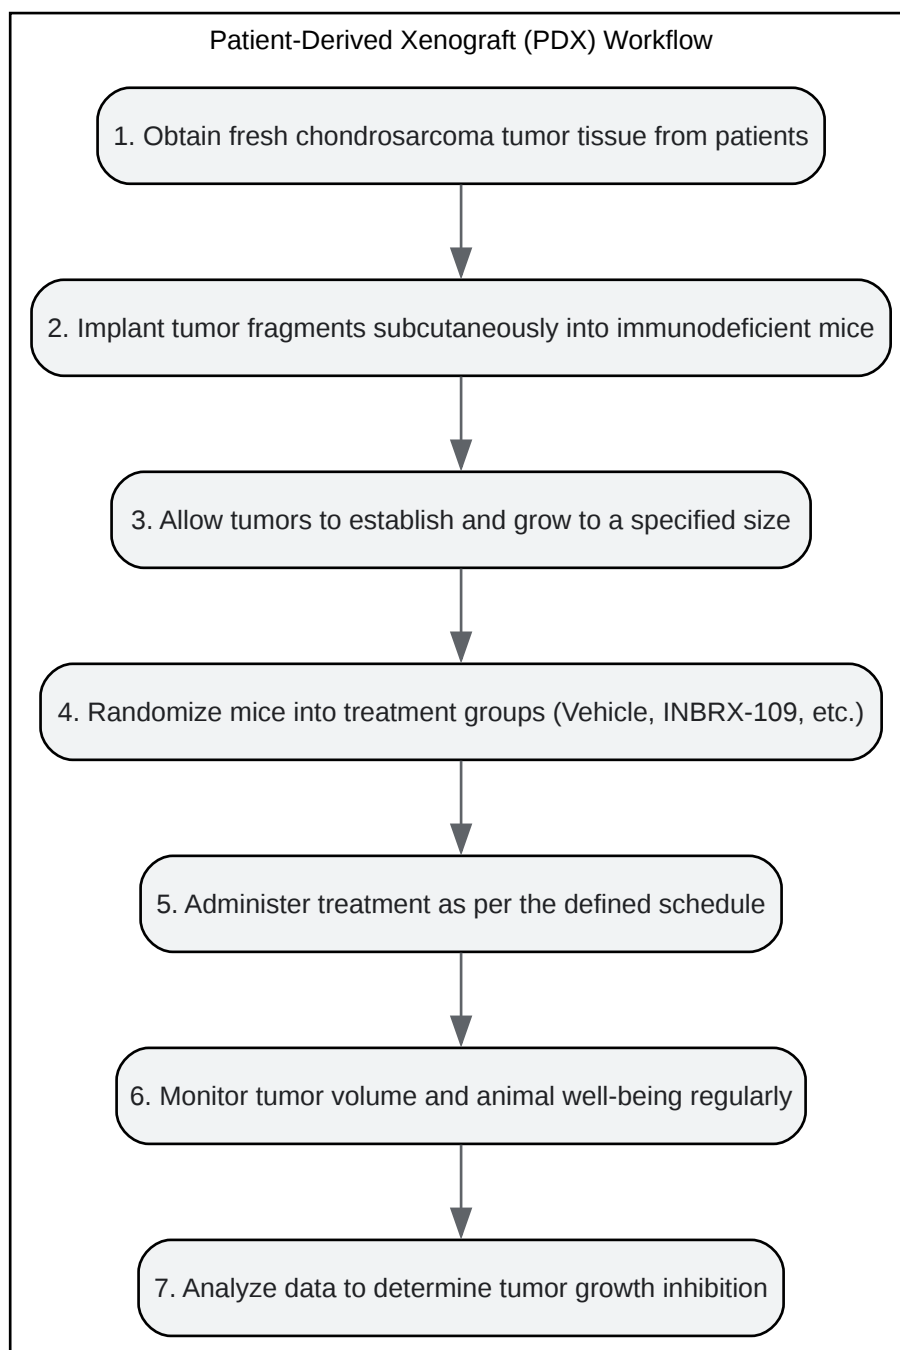 Patient-Derived Xenograft (PDX) Workflow
1. Obtain fresh chondrosarcoma tumor tissue from patients
2. Implant tumor fragments subcutaneously into immunodeficient mice
3. Allow tumors to establish and grow to a specified size
4. Randomize mice into treatment groups (Vehicle, INBRX-109, etc.)
5. Administer treatment as per the defined schedule
6. Monitor tumor volume and animal well-being regularly
7. Analyze data to determine tumor growth inhibition